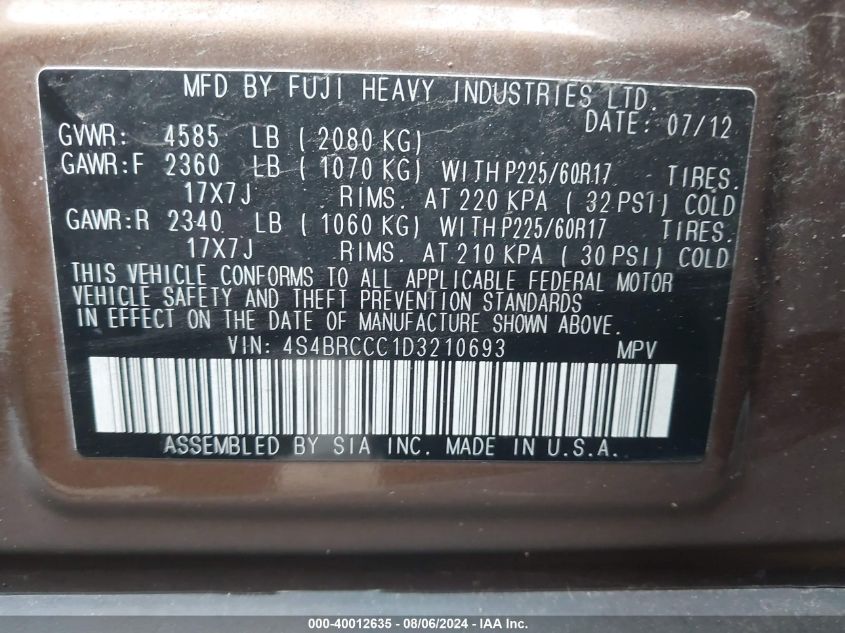 MFD BY FUJI HEAVY INDUSTRIES LTD.
DATE: 07/12
GVWR: 4585 LB ( 2080 KG)
GAWR:F 2360 LB ( 1070 KG) WITH P225/60R17 TIRES.
17X7J RIMS. AT 220 KPA ( 32 PSI) COLD
GAWR:R 2340 LB ( 1060 KG) WITH P225/60R17 TIRES.
17X7J RIMS. AT 210 KPA ( 30 PSI) COLD
THIS VEHICLE CONFORMS TO ALL APPLICABLE FEDERAL MOTOR
VEHICLE SAFETY AND THEFT PREVENTION STANDARDS
IN EFFECT ON THE DATE OF MANUFACTURE SHOWN ABOVE.
VIN: 4S4BRCCC1D3210693 MPV
ASSEMBLED BY SIA INC. MADE IN U.S.A.
000-40012635 - 08/06/2024 - IAA Inc.